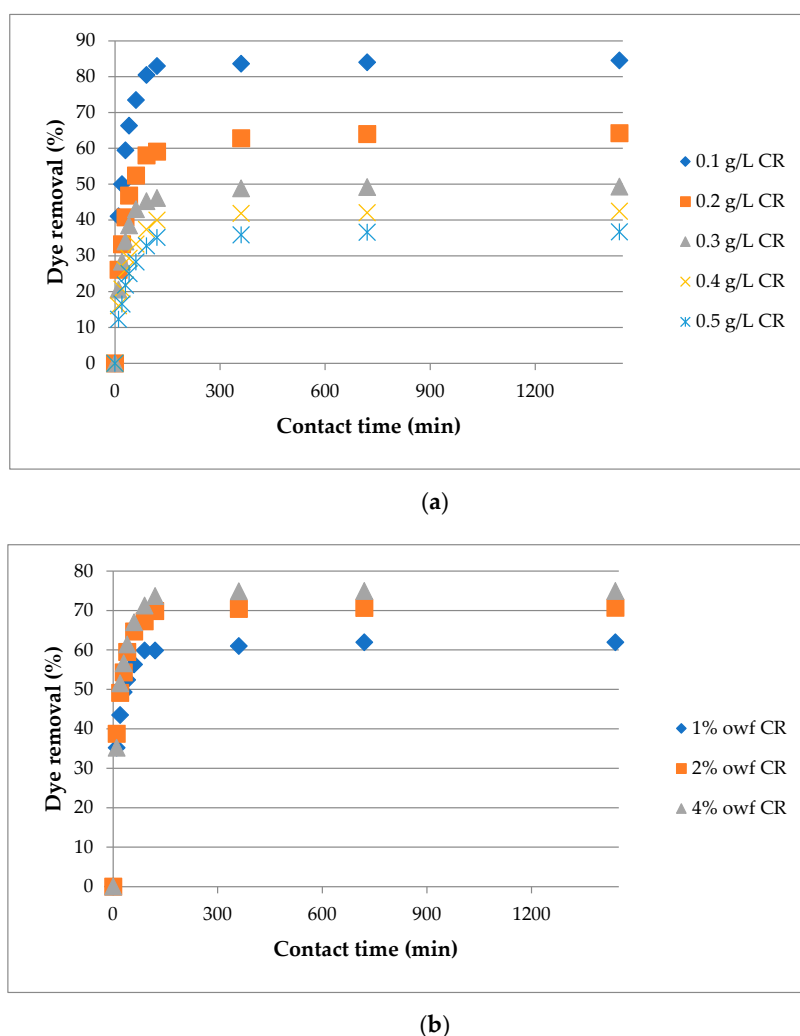 90
80
70
60
50
40
30
20
10
0
Dye removal (%)
0 300 600 900 1200
Contact time (min)
0.1 g/L CR
0.2 g/L CR
0.3 g/L CR
0.4 g/L CR
0.5 g/L CR
(a)
80
70
60
50
40
30
20
10
0
Dye removal (%)
0 300 600 900 1200
Contact time (min)
1% owf CR
2% owf CR
4% owf CR
(b)